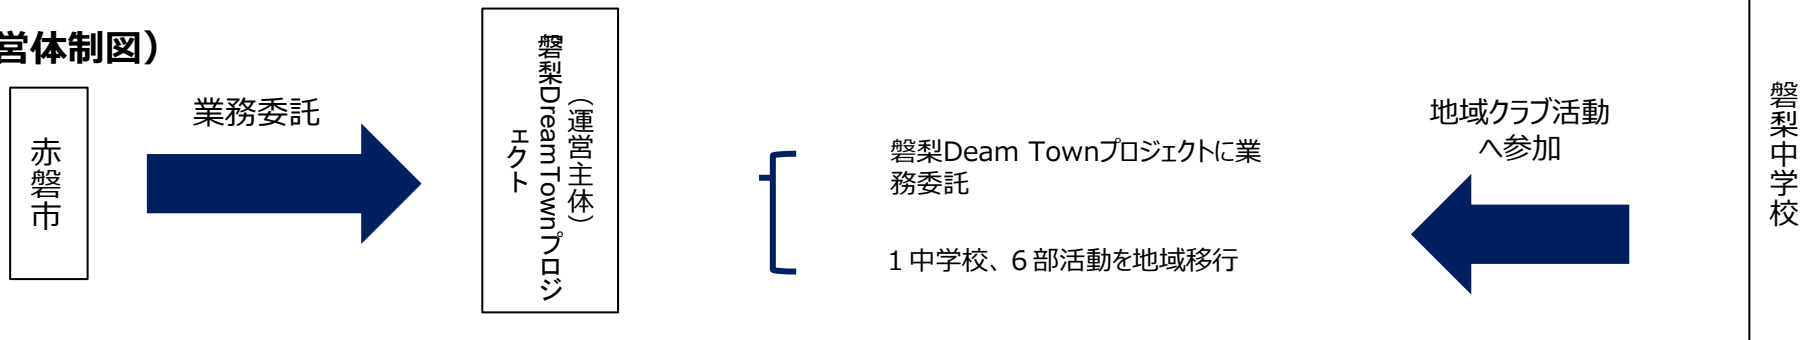 営体制図）
赤磐市
業務委託
（運営主体）
磐梨Dream Townプロジ
ェクト
磐梨Deam Townプロジェクトに業
務委託
１中学校、６部活動を地域移行
地域クラブ活動
へ参加
磐梨中学校